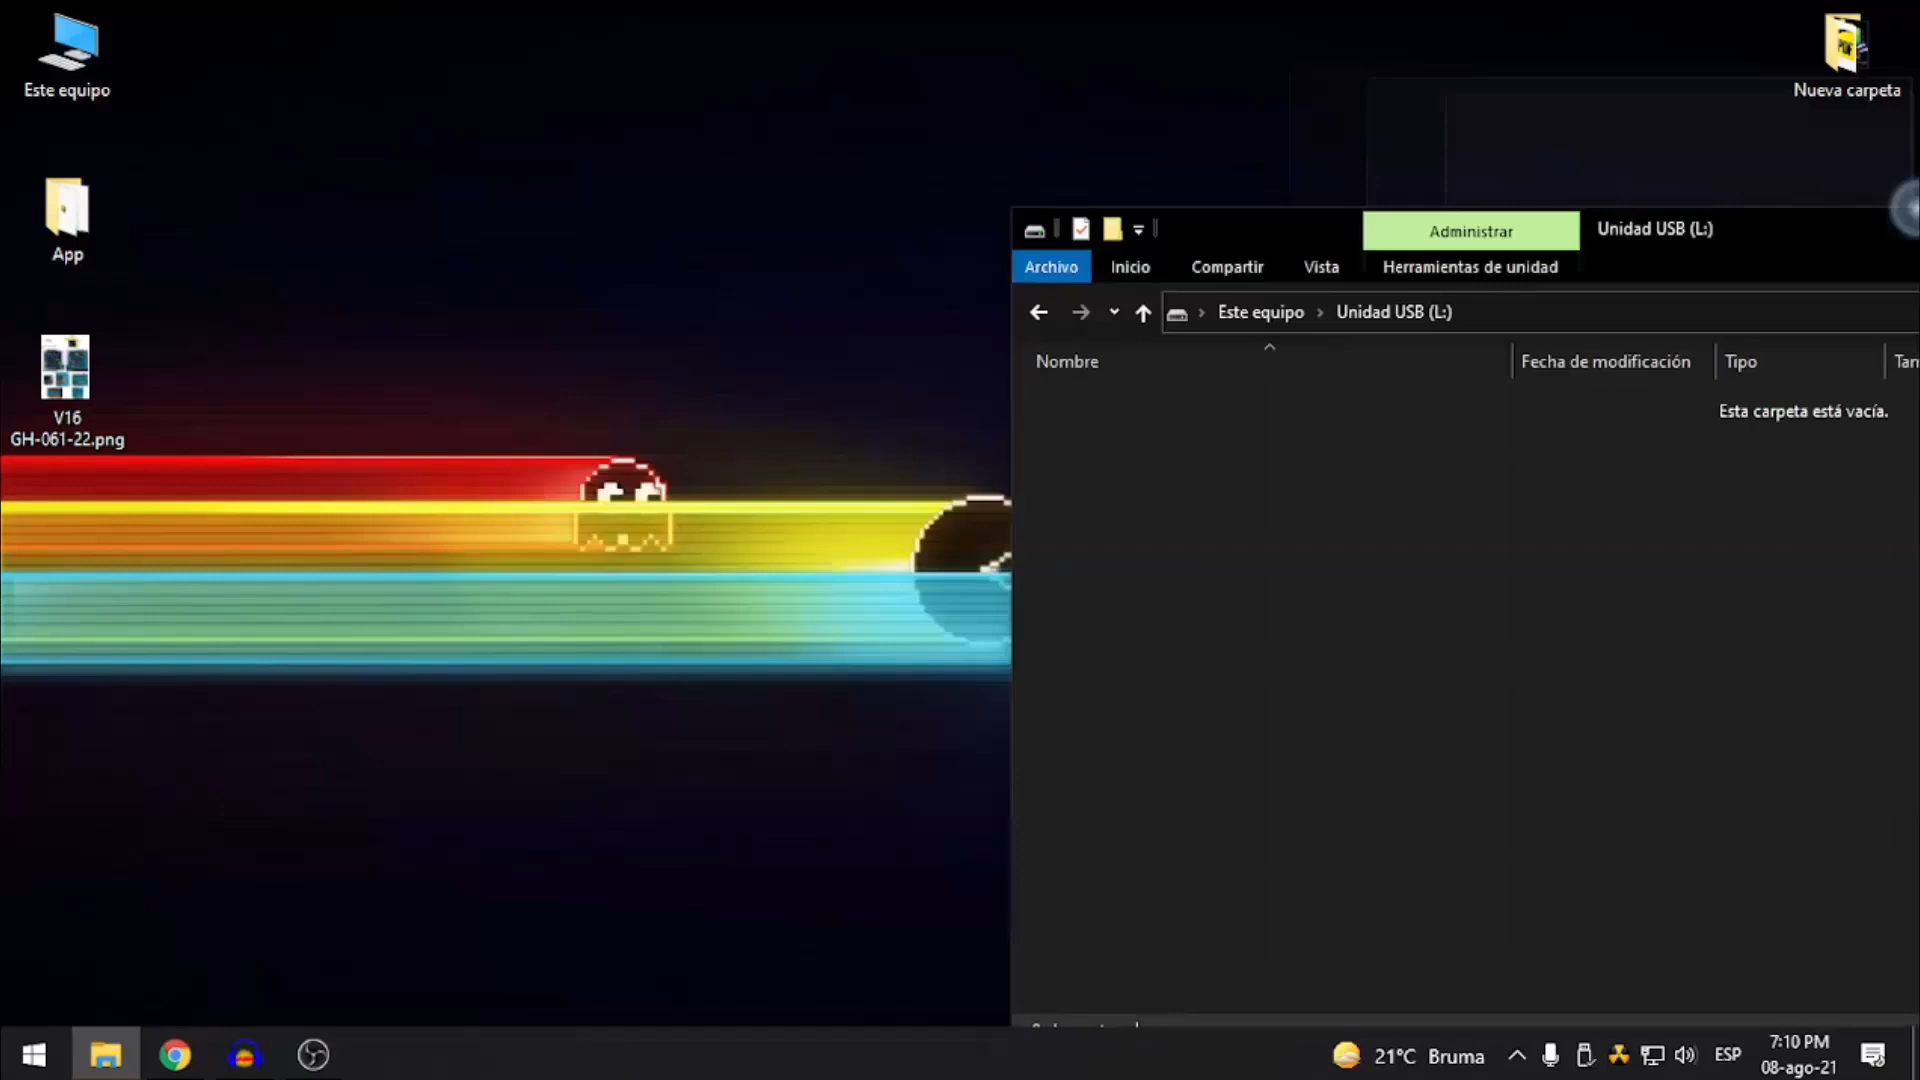 Este equipo
Nueva carpeta
App
V16
GH-061-22.png
Administrar
Unidad USB (L:)
Archivo
Inicio
Compartir
Vista
Herramientas de unidad
Este equipo
Unidad USB (L:)
Nombre
Fecha de modificación
Tipo
Esta carpeta está vacía.
21°C Bruma
ESP
7:10 PM
08-ago-21